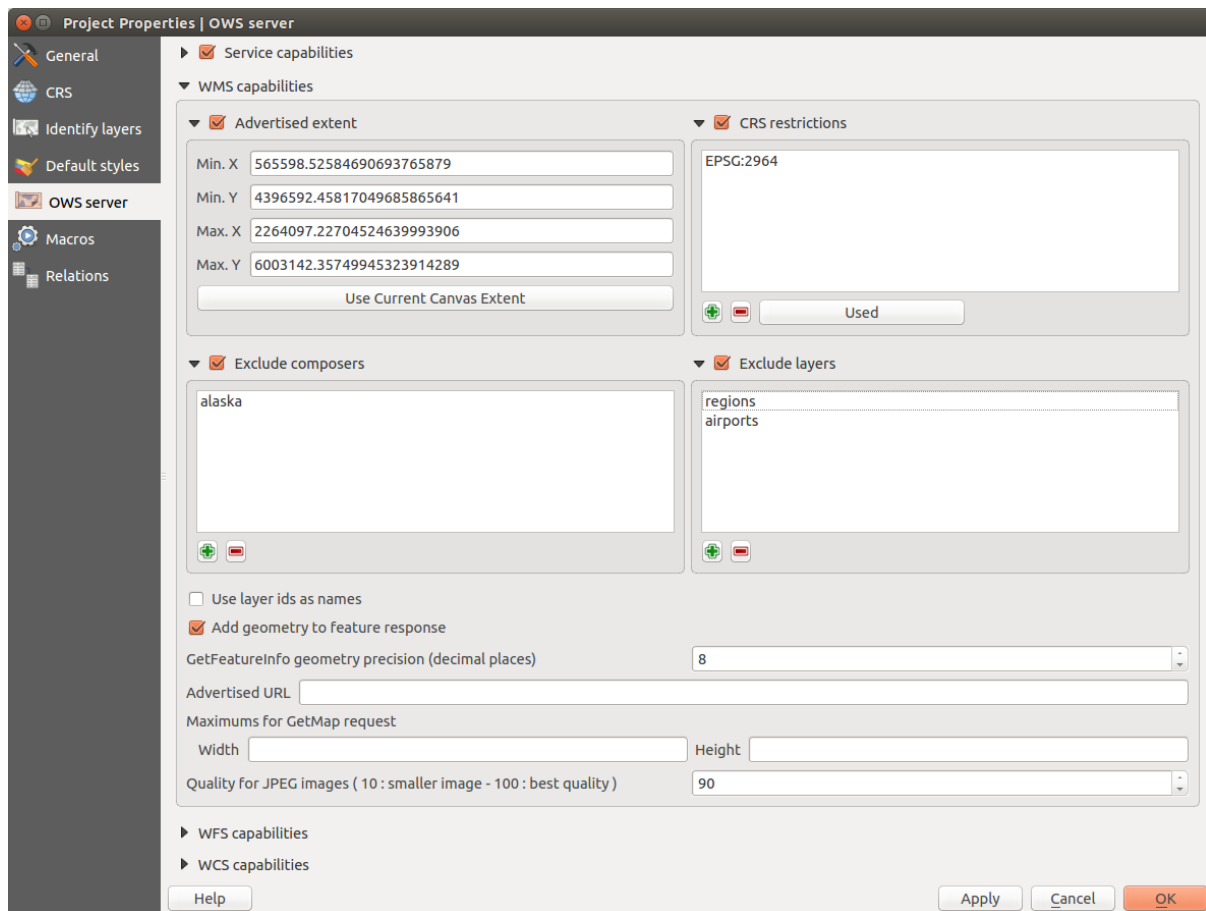 Project Properties | OWS server
General
CRS
Identify layers
Default styles
OWS server
Macros
Relations
Service capabilities
WMS capabilities
Advertised extent
Min. X 565598.52584690693765879
Min. Y 4396592.45817049685865641
Max. X 2264097.22704524639993906
Max. Y 6003142.35749945323914289
Use Current Canvas Extent
CRS restrictions
EPSG:2964
Used
Exclude composers
alaska
Exclude layers
regions
airports
Use layer ids as names
Add geometry to feature response
GetFeatureInfo geometry precision (decimal places) 8
Advertised URL
Maximums for GetMap request
Width Height
Quality for JPEG images ( 10 : smaller image - 100 : best quality ) 90
WFS capabilities
WCS capabilities
Help Apply Cancel OK